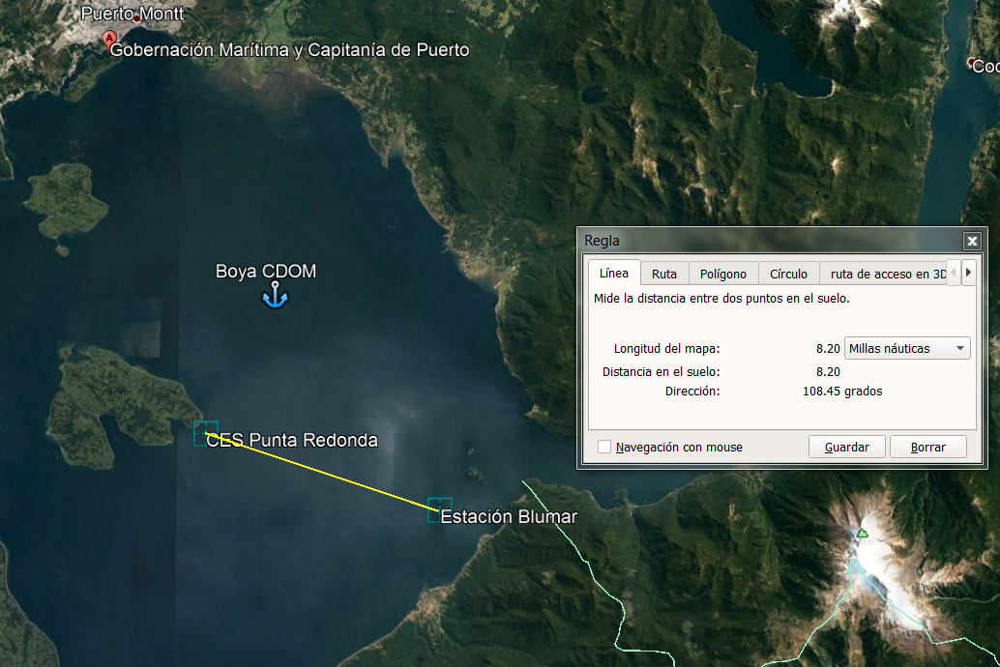 Puerto Montt
A
Gobernación Marítima y Capitanía de Puerto
Boya CDOM
CES Punta Redonda
Estación Blumar
Regla
Línea Ruta Polígono Círculo ruta de acceso en 3D
Mide la distancia entre dos puntos en el suelo.
Longitud del mapa: 8.20 Millas náuticas
Distancia en el suelo: 8.20
Dirección: 108.45 grados
Navegación con mouse Guardar Borrar